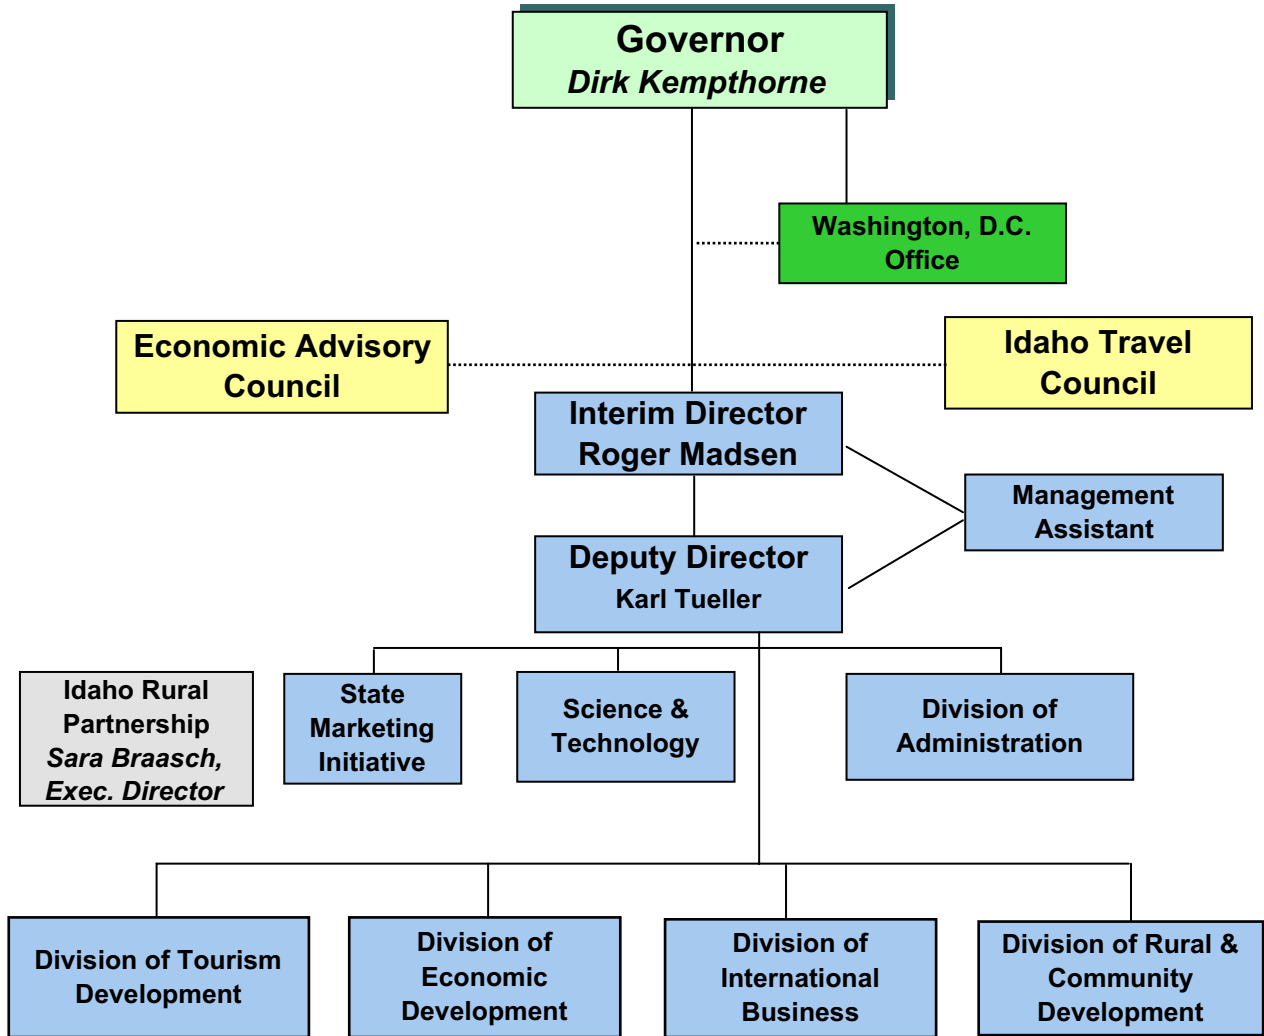 Governor
Dirk Kempthorne
Washington, D.C.
Office
Economic Advisory
Council
Idaho Travel
Council
Interim Director
Roger Madsen
Management
Assistant
Deputy Director
Karl Tueller
Idaho Rural
Partnership
Sara Braasch,
Exec. Director
State
Marketing
Initiative
Science &
Technology
Division of
Administration
Division of Tourism
Development
Division of
Economic
Development
Division of
International
Business
Division of Rural &
Community
Development